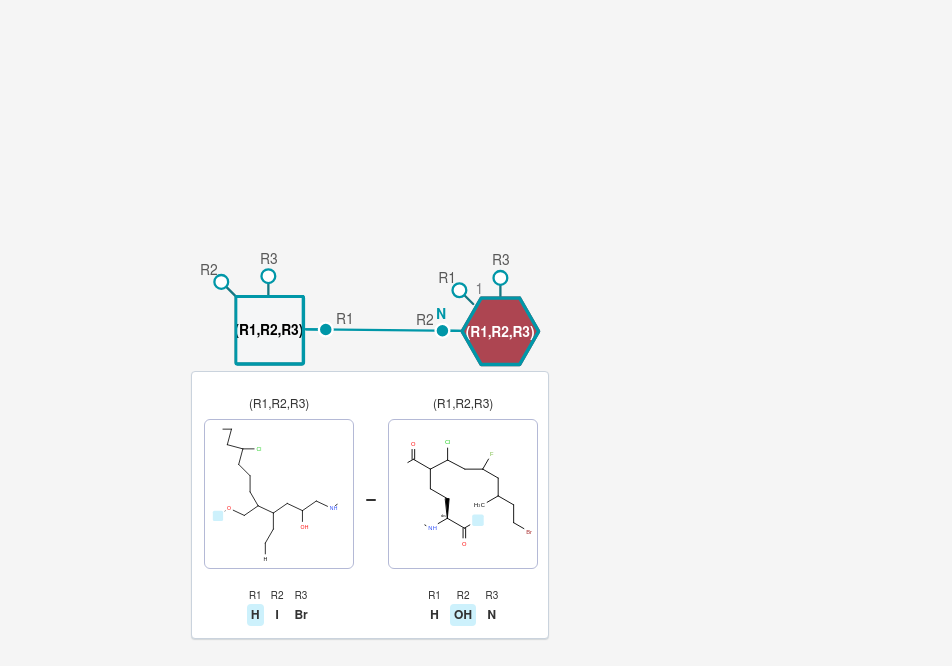 R2
R3
(R1,R2,R3)
R1
R2
N
R1
1
R3
(R1,R2,R3)
(R1,R2,R3)
(R1,R2,R3)
Cl
O
OH
NH
H
–
O
Cl
F
H₃C
NH
O
Br
R1 R2 R3
H I Br
R1 R2 R3
H OH N